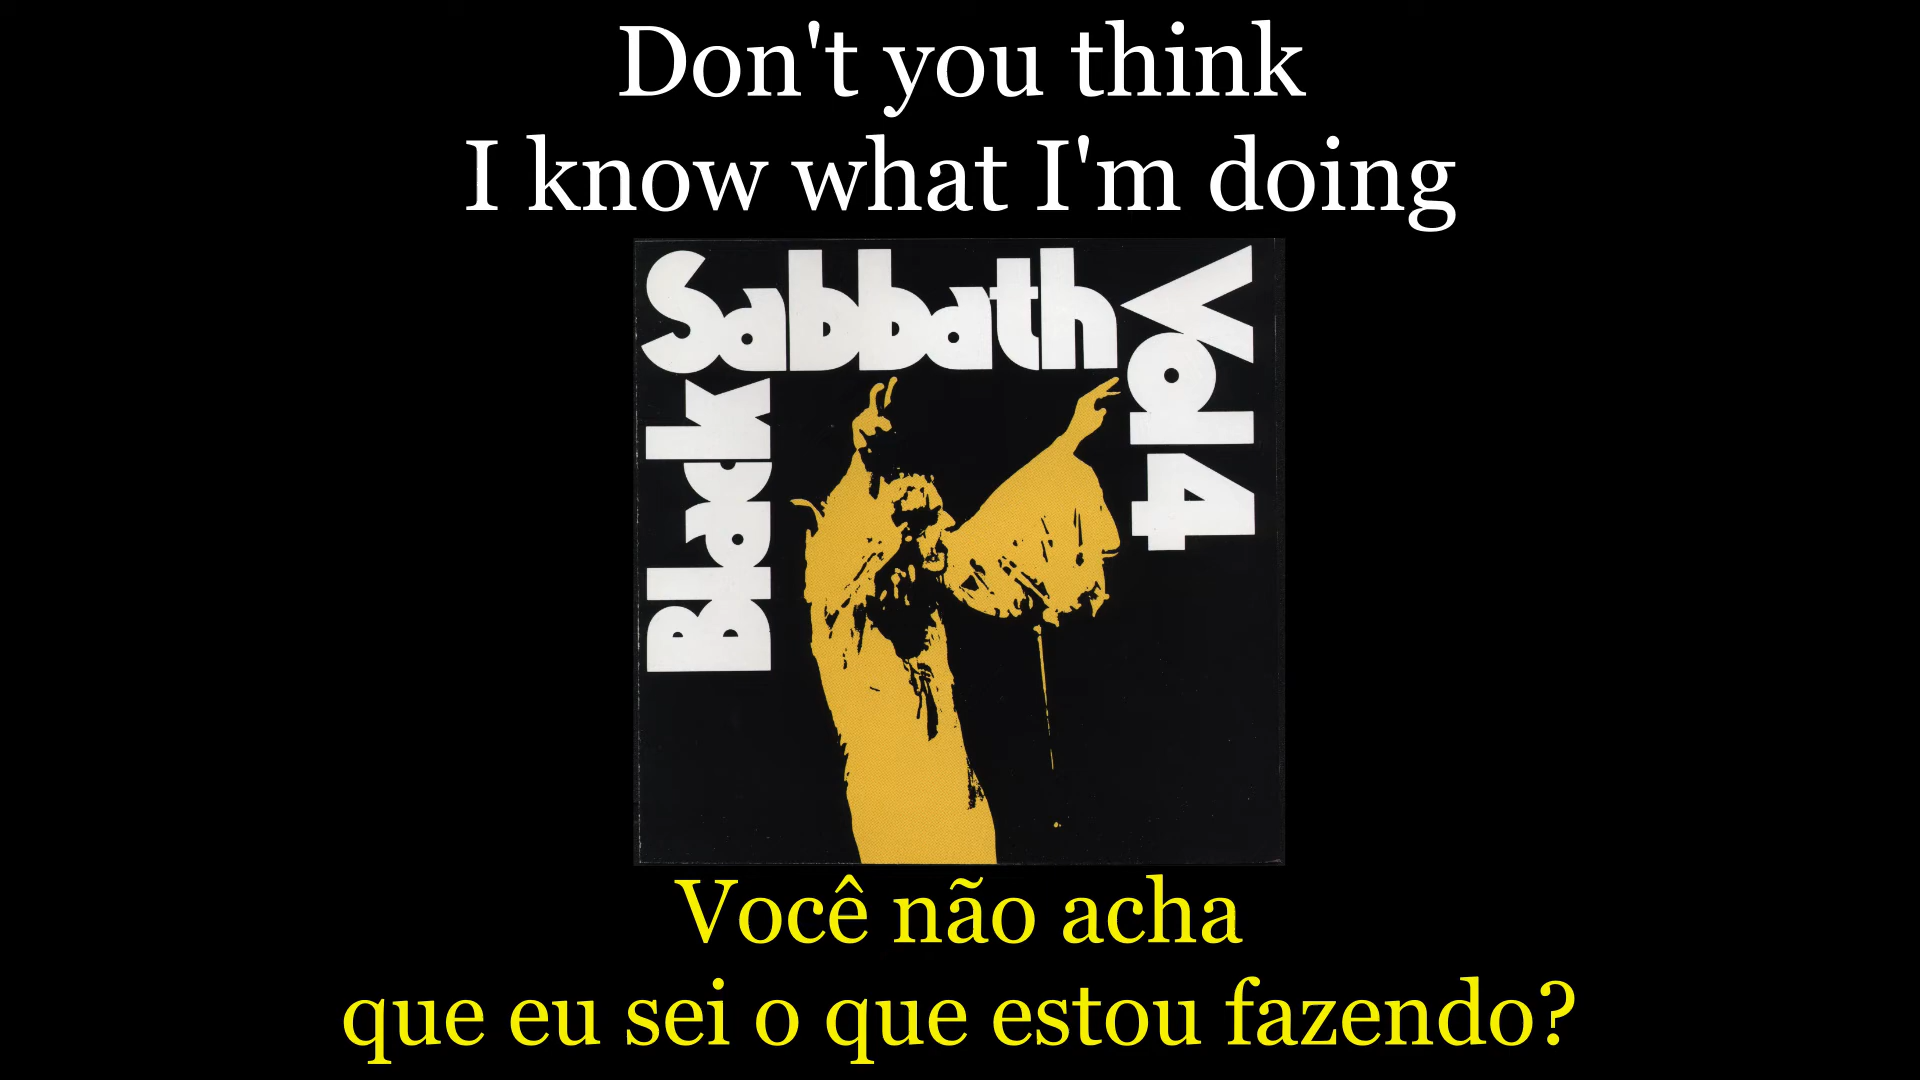 Don't you think
I know what I'm doing
Black
Sabbath
Vol 4
Você não acha
que eu sei o que estou fazendo?